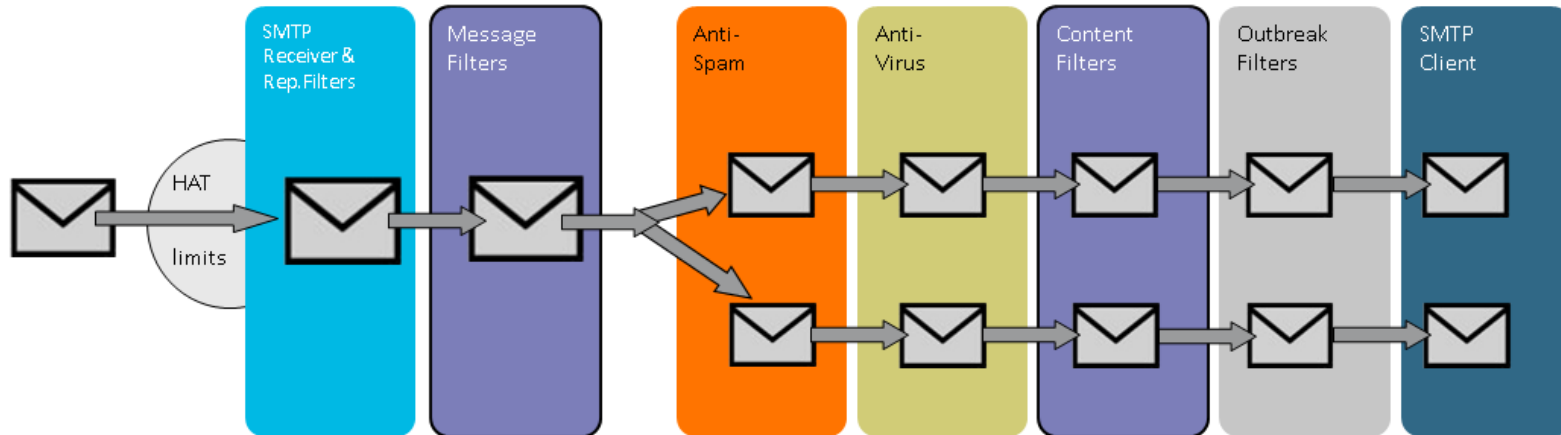 SMTP
Receiver &
Rep.Filters
Message
Filters
Anti-
Spam
Anti-
Virus
Content
Filters
Outbreak
Filters
SMTP
Client
HAT
limits